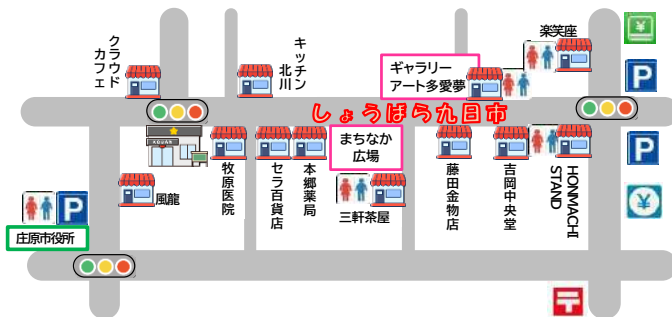 楽笑座
クラウド
カフェ
キッチン
北川
ギャラリー
アート多愛夢
P
しょうばら九日市
まちなか
広場
牧原医院
セラ百貨店
本郷薬局
藤田金物店
吉岡中央堂
HONMACHI
STAND
P
風龍
三軒茶屋
¥
P
庄原市役所
〒